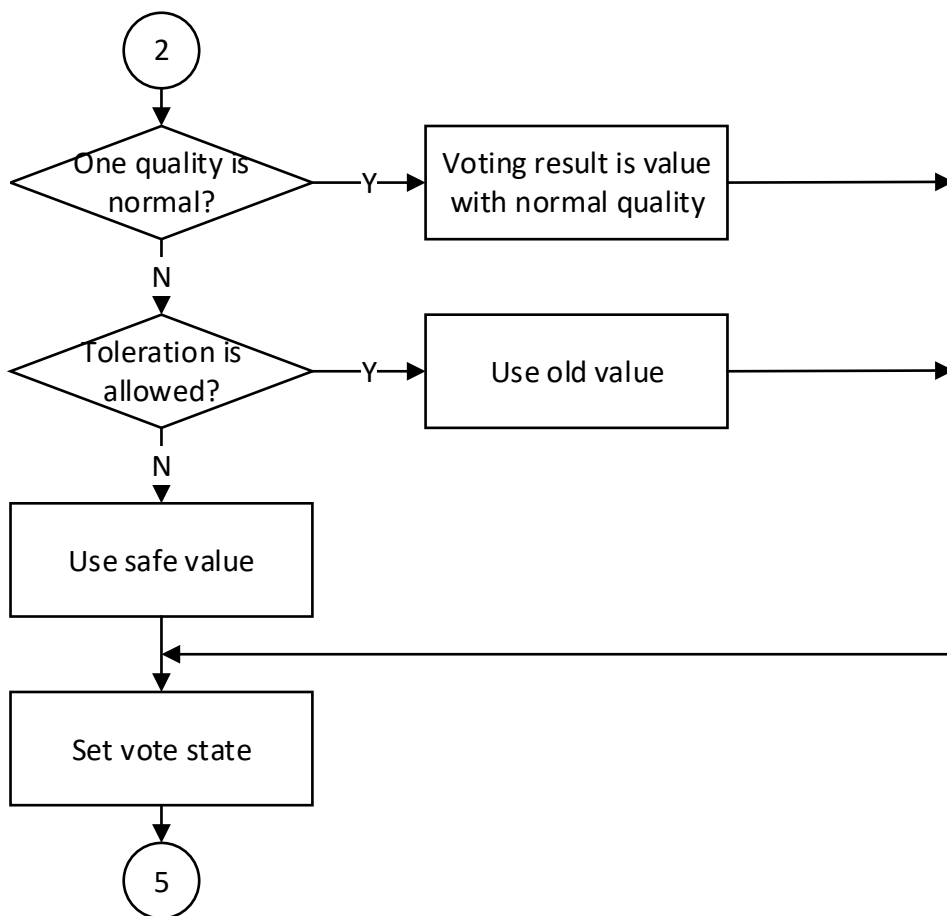 2
One quality is
normal?
Y
Voting result is value
with normal quality
N
Toleration is
allowed?
Y
Use old value
N
Use safe value
Set vote state
5